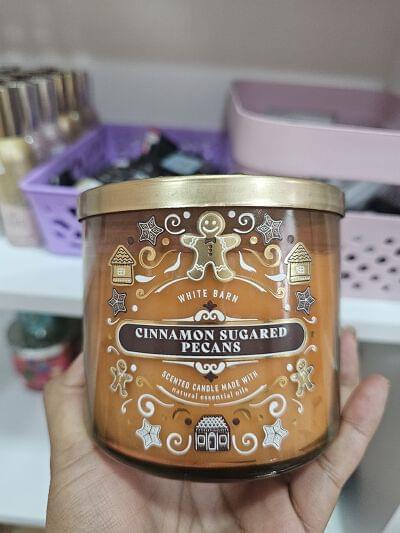 WHITE BARN
CINNAMON SUGARED
PECANS
SCENTED CANDLE MADE WITH
natural essential oils